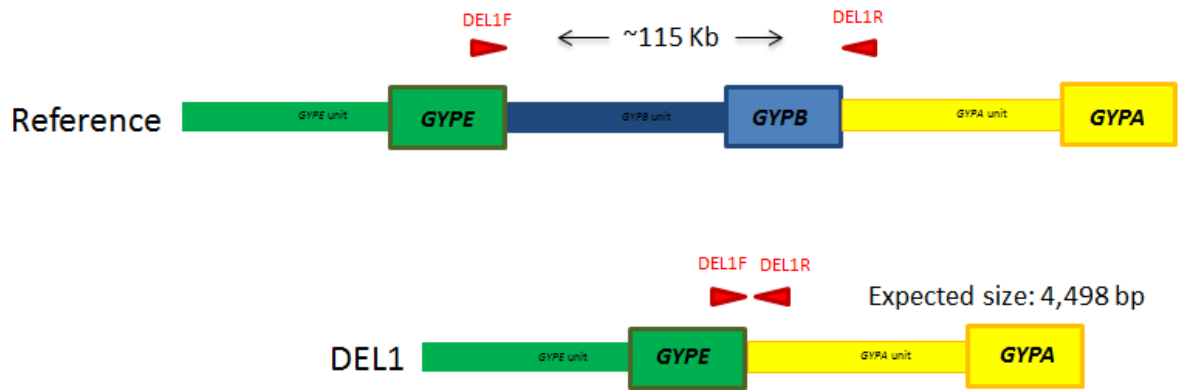 DEL1F
~115 Kb
DEL1R
Reference
GYPE unit
GYPE
GYPB unit
GYPB
GYPA unit
GYPA
DEL1F DEL1R
Expected size: 4,498 bp
DEL1
GYPE unit
GYPE
GYPA unit
GYPA